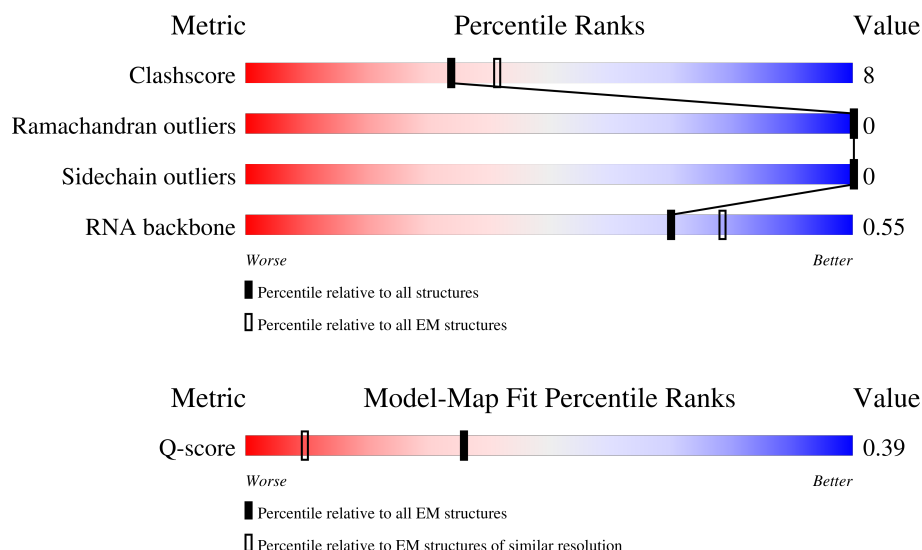 Metric Percentile Ranks Value
Clashscore 8
Ramachandran outliers 0
Sidechain outliers 0
RNA backbone 0.55
Worse Better
Percentile relative to all structures
Percentile relative to all EM structures
Metric Model-Map Fit Percentile Ranks Value
Q-score 0.39
Worse Better
Percentile relative to all EM structures
Percentile relative to EM structures of similar resolution